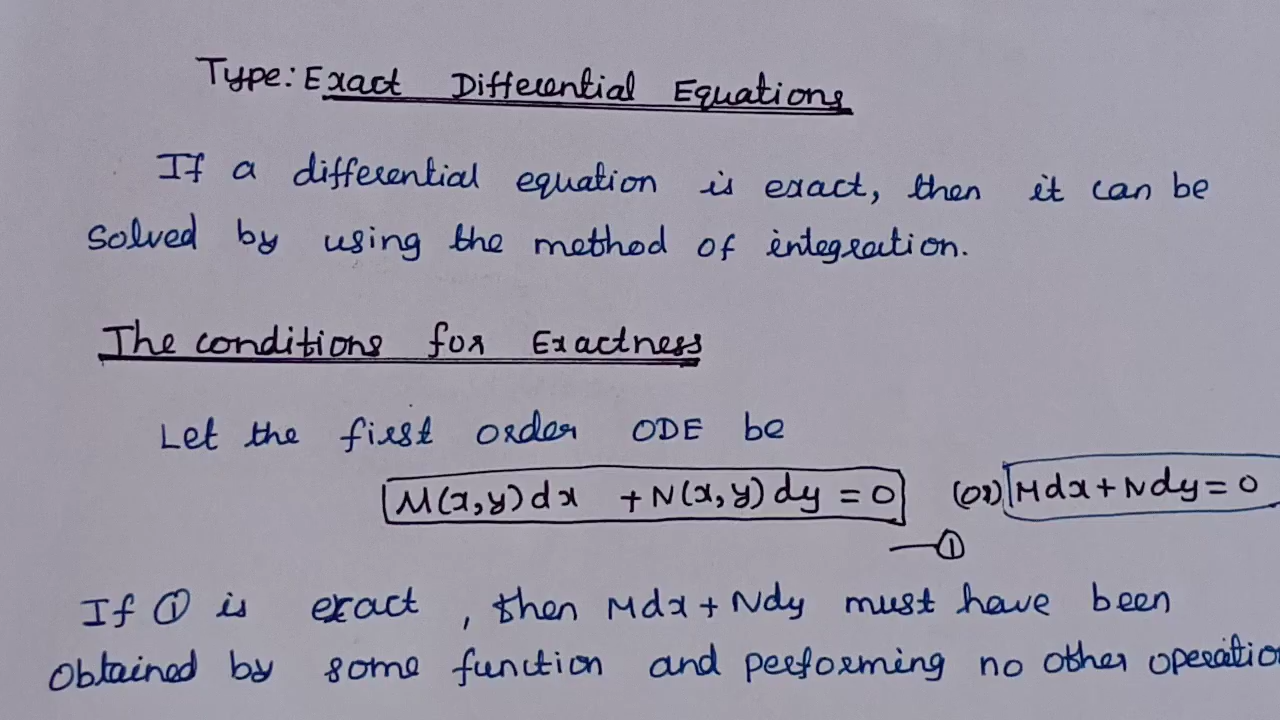 Type: Exact Differential Equations
If a differential equation is exact, then it can be
solved by using the method of integration.
The conditions for Exactness
Let the first order ODE be
M(x,y)dx + N(x,y)dy = 0 (or) Mdx + Ndy = 0
—①
If ① is exact, then Mdx + Ndy must have been
obtained by some function and performing no other operatio